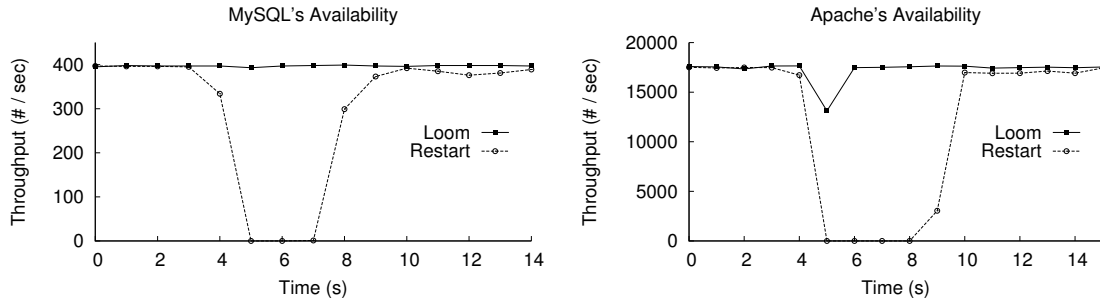 MySQL's Availability
Throughput (# / sec)
400
300
200
100
0
Loom
Restart
0 2 4 6 8 10 12 14
Time (s)
Apache's Availability
Throughput (# / sec)
20000
15000
10000
5000
0
Loom
Restart
0 2 4 6 8 10 12 14
Time (s)